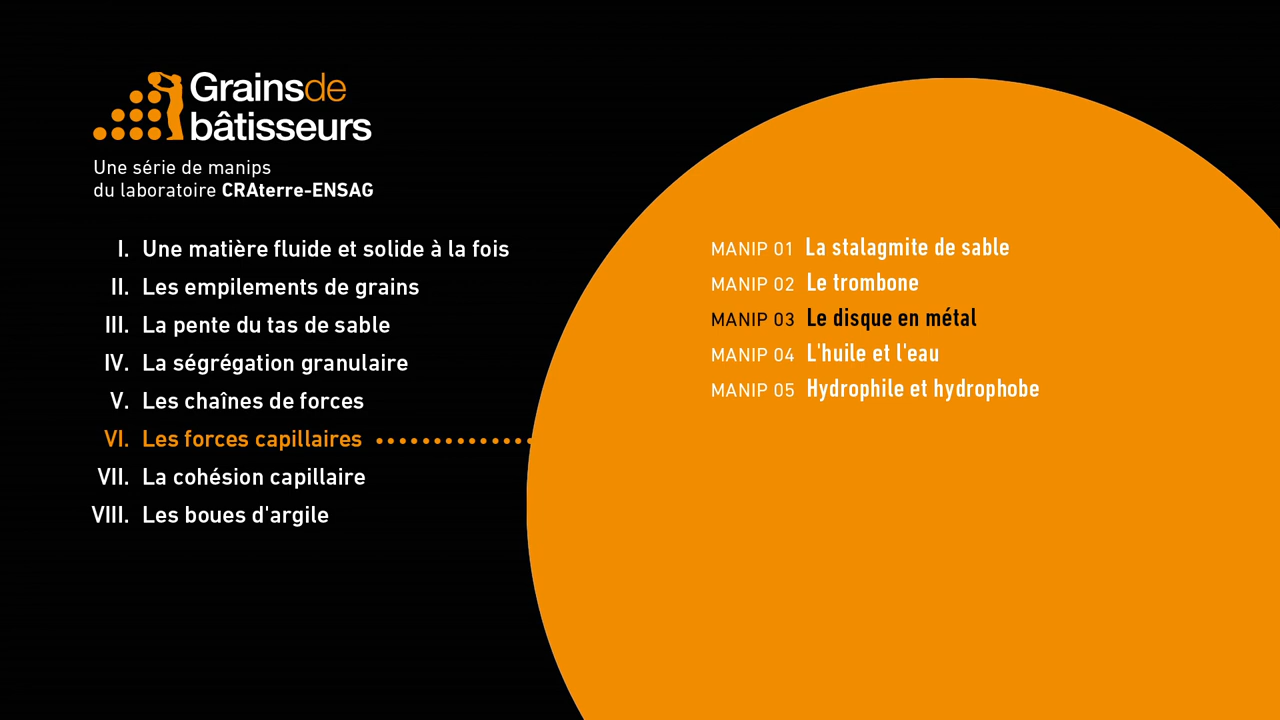 Grainsde
bâtisseurs
Une série de manips
du laboratoire CRAterre-ENSAG
I. Une matière fluide et solide à la fois
II. Les empilements de grains
III. La pente du tas de sable
IV. La ségrégation granulaire
V. Les chaînes de forces
VI. Les forces capillaires
VII. La cohésion capillaire
VIII. Les boues d'argile
MANIP 01 La stalagmite de sable
MANIP 02 Le trombone
MANIP 03 Le disque en métal
MANIP 04 L'huile et l'eau
MANIP 05 Hydrophile et hydrophobe